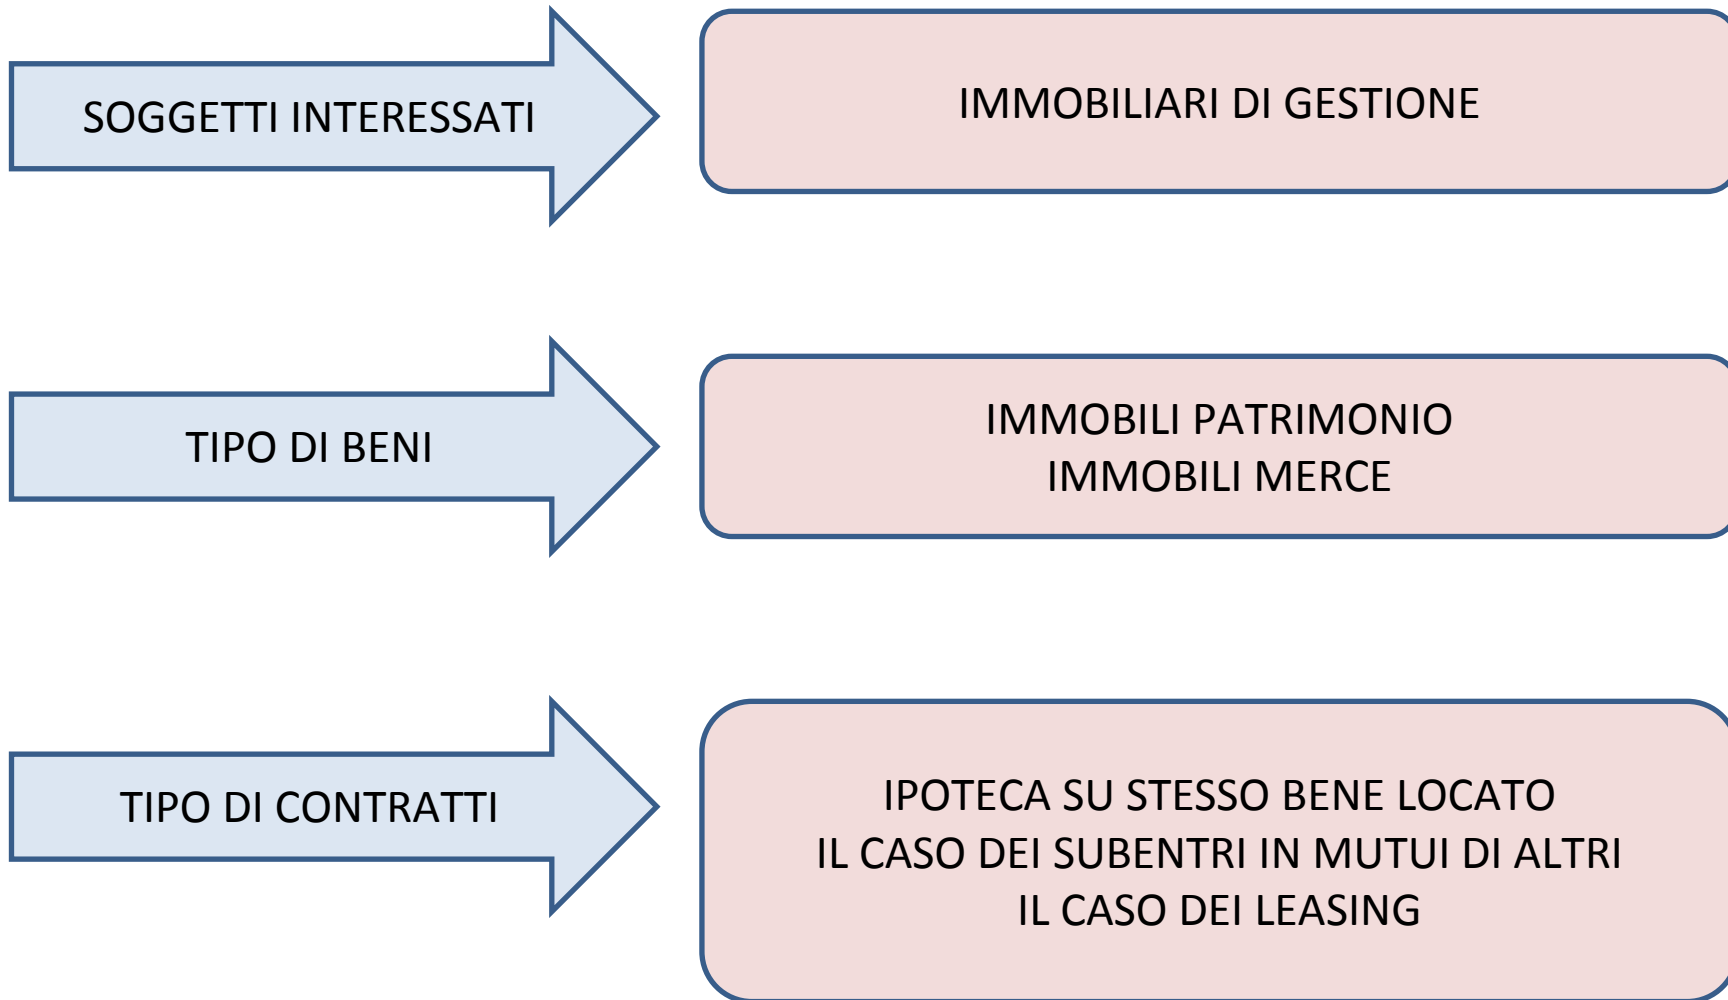 SOGGETTI INTERESSATI
IMMOBILIARI DI GESTIONE
TIPO DI BENI
IMMOBILI PATRIMONIO
IMMOBILI MERCE
TIPO DI CONTRATTI
IPOTECA SU STESSO BENE LOCATO
IL CASO DEI SUBENTRI IN MUTUI DI ALTRI
IL CASO DEI LEASING